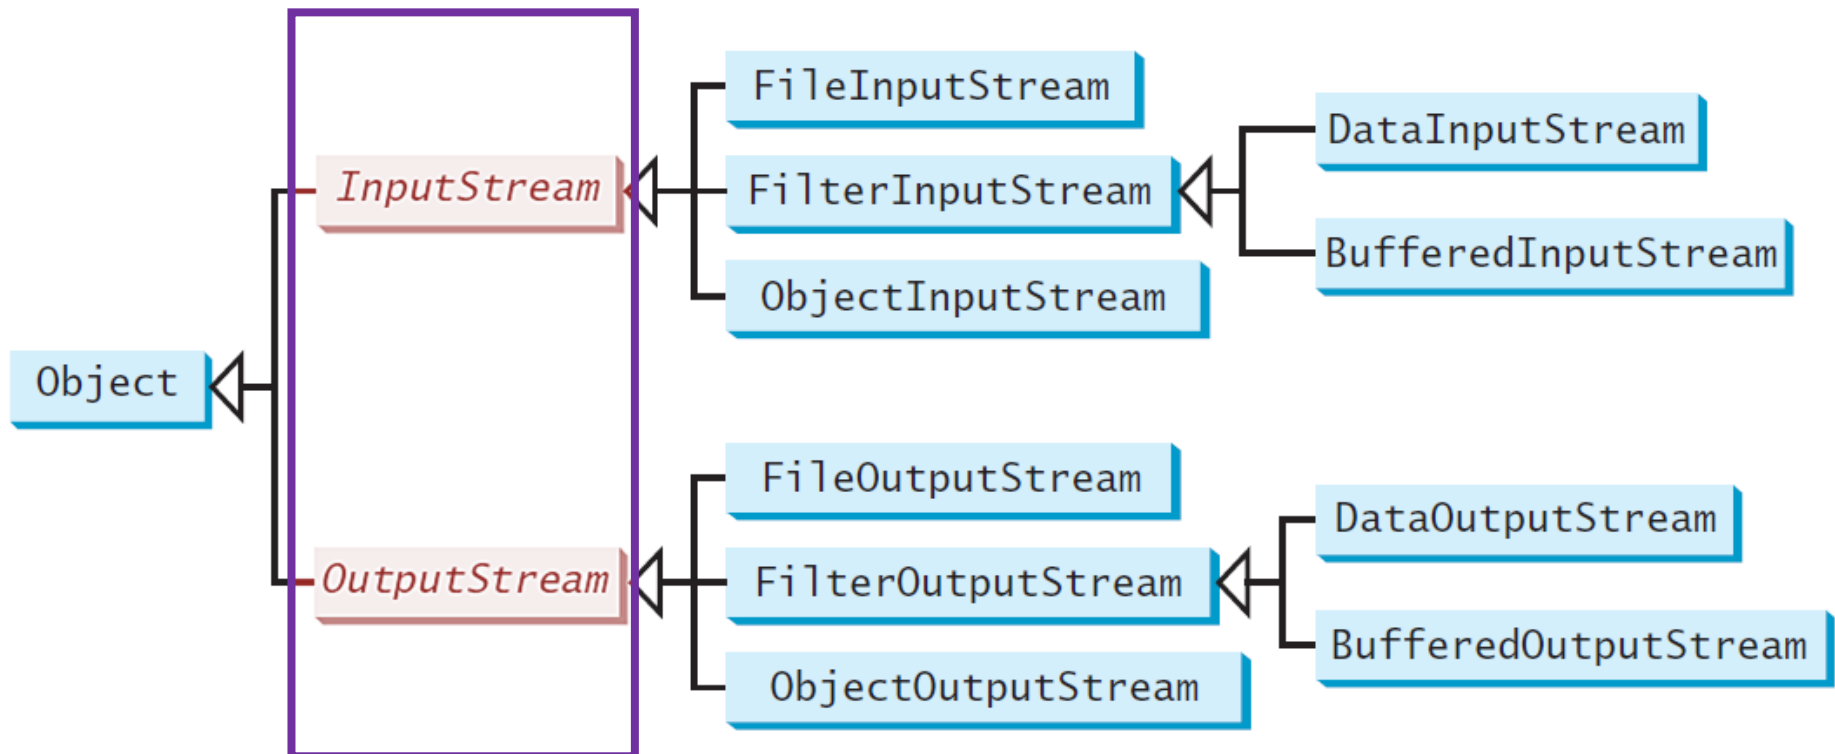 FileInputStream
DataInputStream
InputStream
FilterInputStream
BufferedInputStream
ObjectInputStream
Object
FileOutputStream
DataOutputStream
OutputStream
FilterOutputStream
BufferedOutputStream
ObjectOutputStream